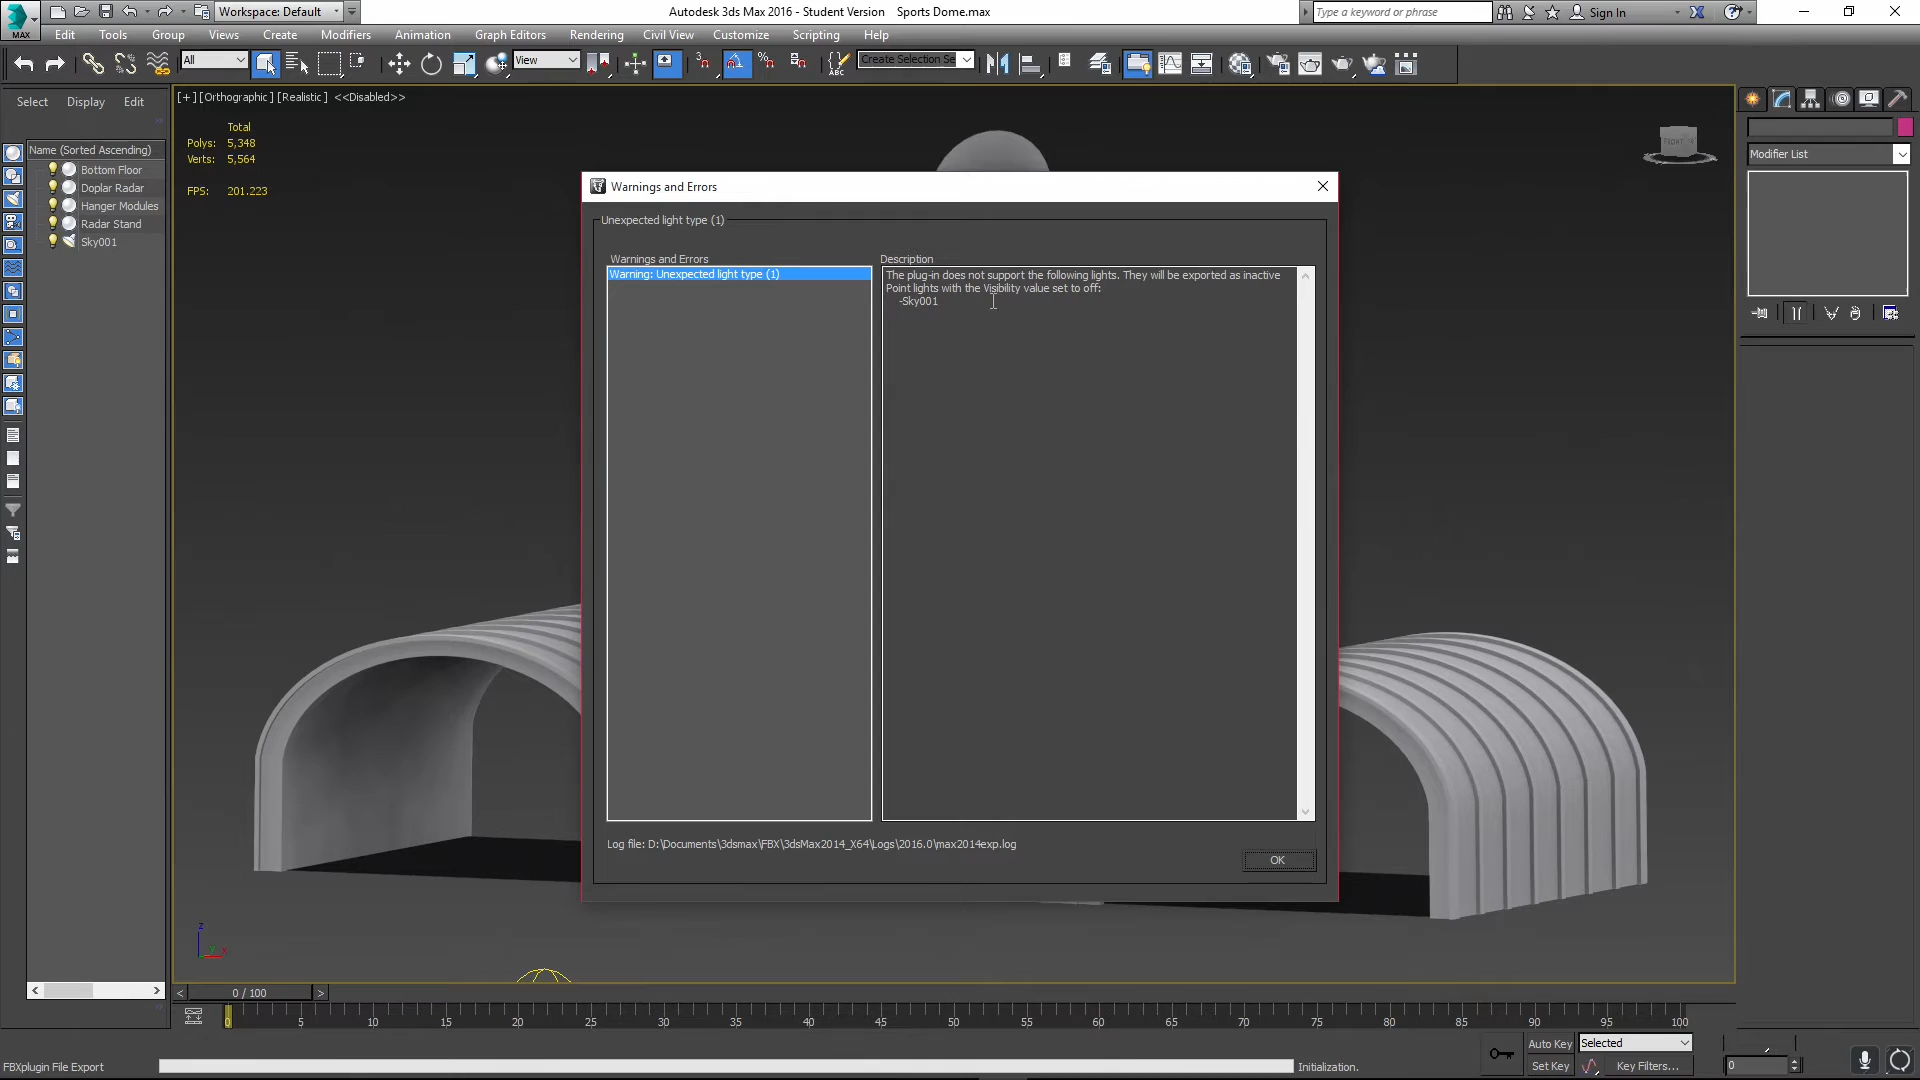 Workspace: Default
Autodesk 3ds Max 2016 - Student Version Sports Dome.max
Type a keyword or phrase
Sign In
MAX
Edit Tools Group Views Create Modifiers Animation Graph Editors Rendering Civil View Customize Scripting Help
All
View
3
%
ABC
Create Selection Se
Select Display Edit
[+][Orthographic][Realistic] <<Disabled>>
Total
Polys: 5,348
Verts: 5,564
FPS: 201.223
Name (Sorted Ascending)
Bottom Floor
Doplar Radar
Hanger Modules
Radar Stand
Sky001
FRONT
Modifier List
Warnings and Errors
Unexpected light type (1)
Warnings and Errors
Warning: Unexpected light type (1)
Description
The plug-in does not support the following lights. They will be exported as inactive
Point lights with the Visibility value set to off:
-Sky001
Log file: D:\Documents\3dsmax\FBX\3dsMax2014_X64\Logs\2016.0\max2014exp.log
OK
z
y x
< 0 / 100 >
0 5 10 15 20 25 30 35 40 45 50 55 60 65 70 75 80 85 90 95 100
FBXplugin File Export
Initialization.
Auto Key Selected
Set Key Key Filters...
0